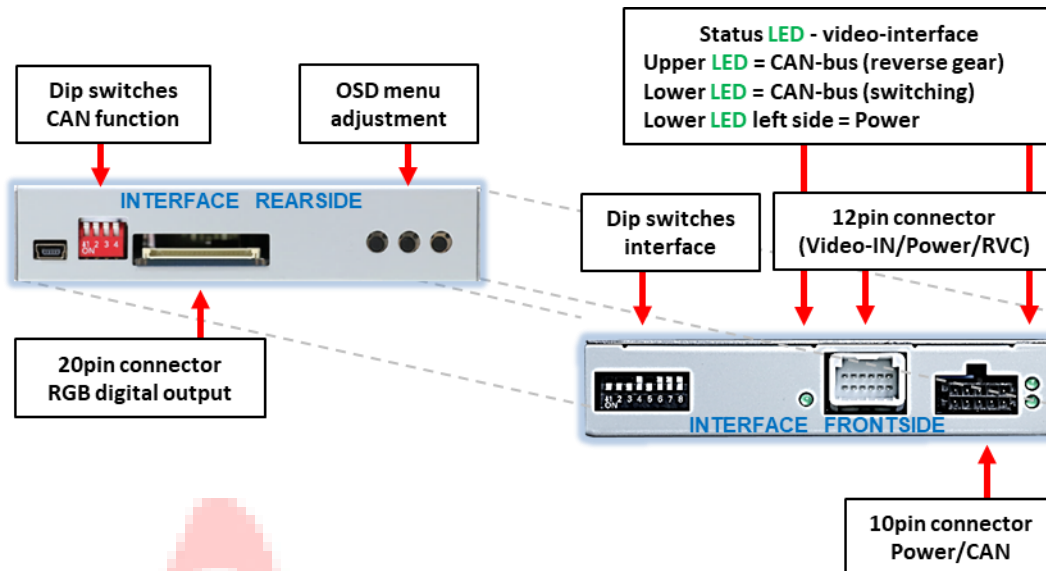 Status LED - video-interface
Upper LED = CAN-bus (reverse gear)
Lower LED = CAN-bus (switching)
Lower LED left side = Power
Dip switches
CAN function
OSD menu
adjustment
INTERFACE REARSIDE
1 2 3 4
ON
Dip switches
interface
12pin connector
(Video-IN/Power/RVC)
20pin connector
RGB digital output
1 2 3 4 5 6 7 8
ON
INTERFACE FRONTSIDE
10pin connector
Power/CAN